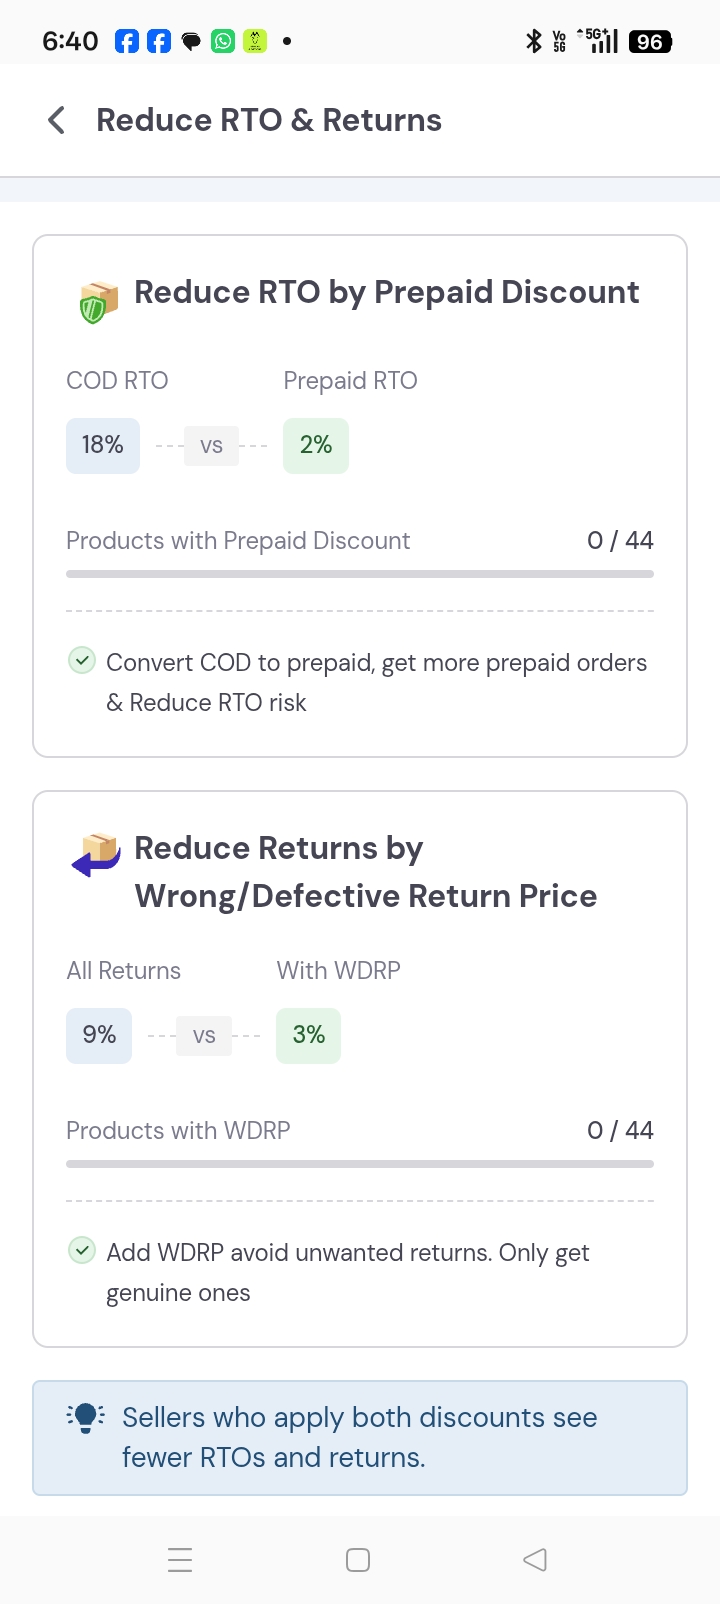 6:40
Vo
5G
5G+
96
Reduce RTO & Returns
Reduce RTO by Prepaid Discount
COD RTO Prepaid RTO
18% vs 2%
Products with Prepaid Discount 0 / 44
Convert COD to prepaid, get more prepaid orders
& Reduce RTO risk
Reduce Returns by
Wrong/Defective Return Price
All Returns With WDRP
9% vs 3%
Products with WDRP 0 / 44
Add WDRP avoid unwanted returns. Only get
genuine ones
Sellers who apply both discounts see
fewer RTOs and returns.